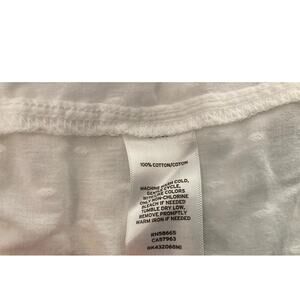 100% COTTON/COTON
MACHINE WASH COLD,
GENTLE CYCLE,
WITH LIKE COLORS
ONLY NON-CHLORINE
BLEACH IF NEEDED
TUMBLE DRY LOW,
REMOVE PROMPTLY
WARM IRON IF NEEDED
RN58665
CA57963